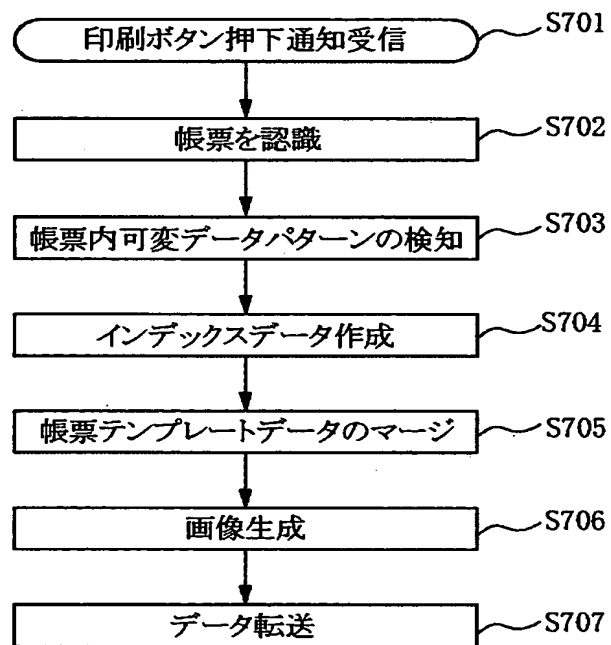 印刷ボタン押下通知受信
S701
帳票を認識
S702
帳票内可変データパターンの検知
S703
インデックスデータ作成
S704
帳票テンプレートデータのマージ
S705
画像生成
S706
データ転送
S707